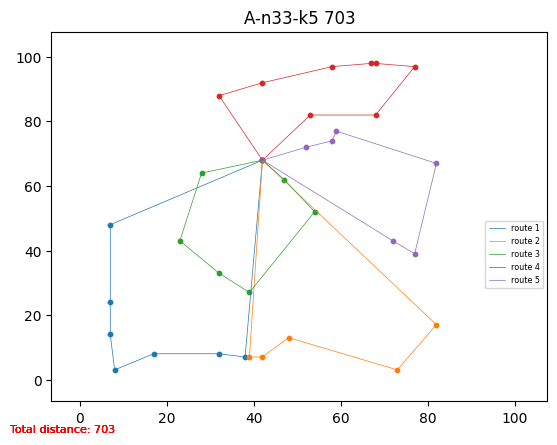 A-n33-k5 703
100
80
60
40
20
0
0 20 40 60 80 100
route 1
route 2
route 3
route 4
route 5
Total distance: 703